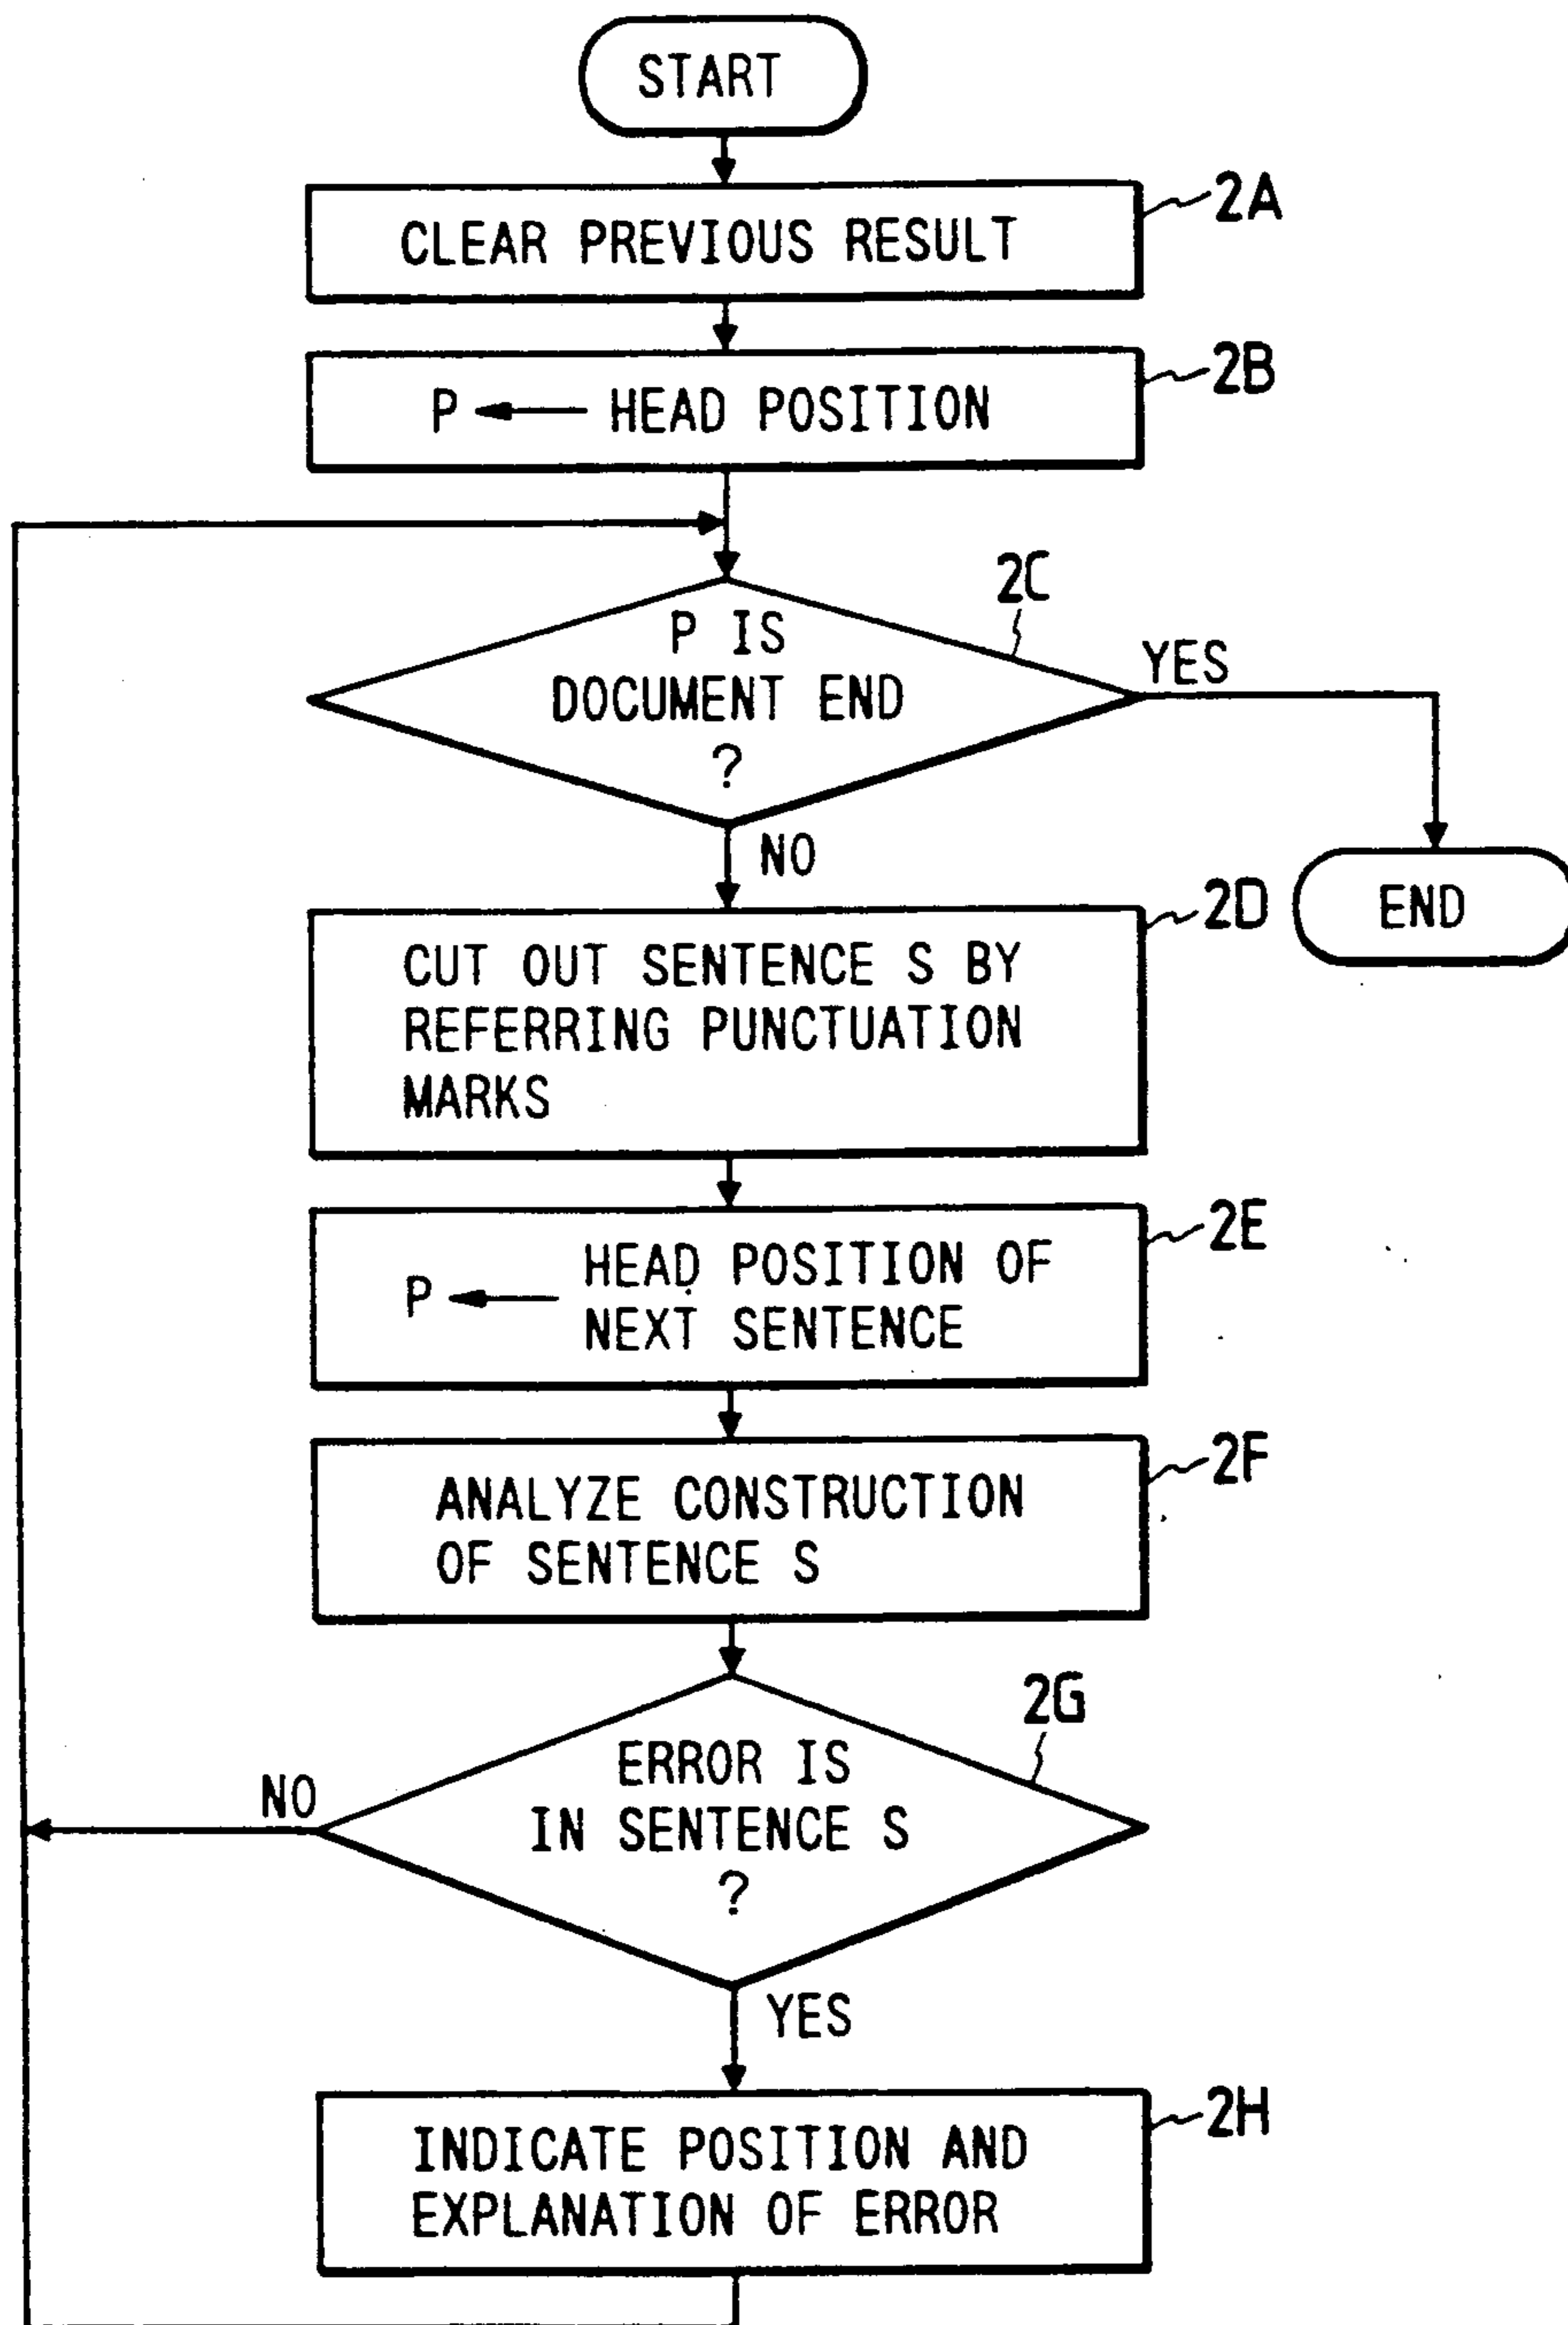 START
2A
CLEAR PREVIOUS RESULT
2B
P ← HEAD POSITION
2C
P IS
DOCUMENT END
?
YES
NO
END
2D
CUT OUT SENTENCE S BY
REFERRING PUNCTUATION
MARKS
2E
P ← HEAD POSITION OF
NEXT SENTENCE
2F
ANALYZE CONSTRUCTION
OF SENTENCE S
2G
ERROR IS
IN SENTENCE S
?
NO
YES
2H
INDICATE POSITION AND
EXPLANATION OF ERROR